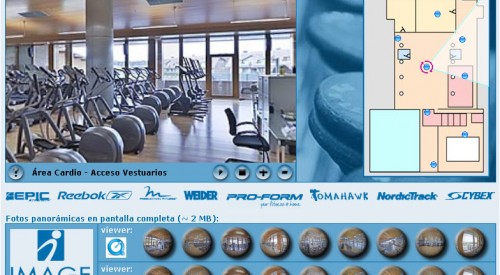 ? Área Cardio - Acceso Vestuarios
EPIC Reebok WEIDER PRO-FORM TOMAHAWK NordicTrack CYBEX
Fotos panorámicas en pantalla completa (~ 2 MB):
viewer:
IMAGE
viewer: